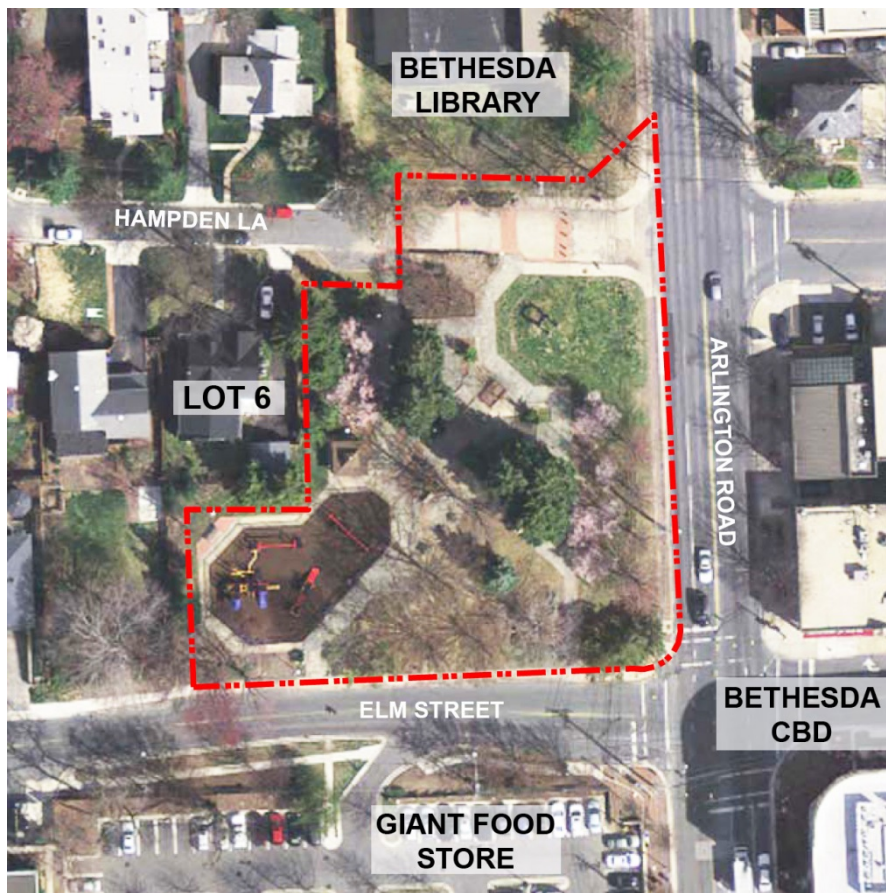 BETHESDA
LIBRARY
HAMPDEN LA
LOT 6
ARLINGTON ROAD
ELM STREET
BETHESDA
CBD
GIANT FOOD
STORE